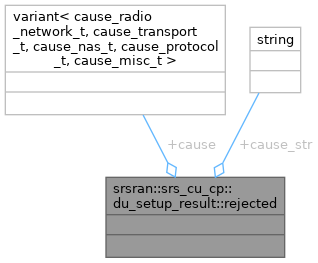 variant< cause_radio
_network_t, cause_transport
_t, cause_nas_t, cause_protocol
_t, cause_misc_t >
string
+cause
+cause_str
srsran::srs_cu_cp::
du_setup_result::rejected